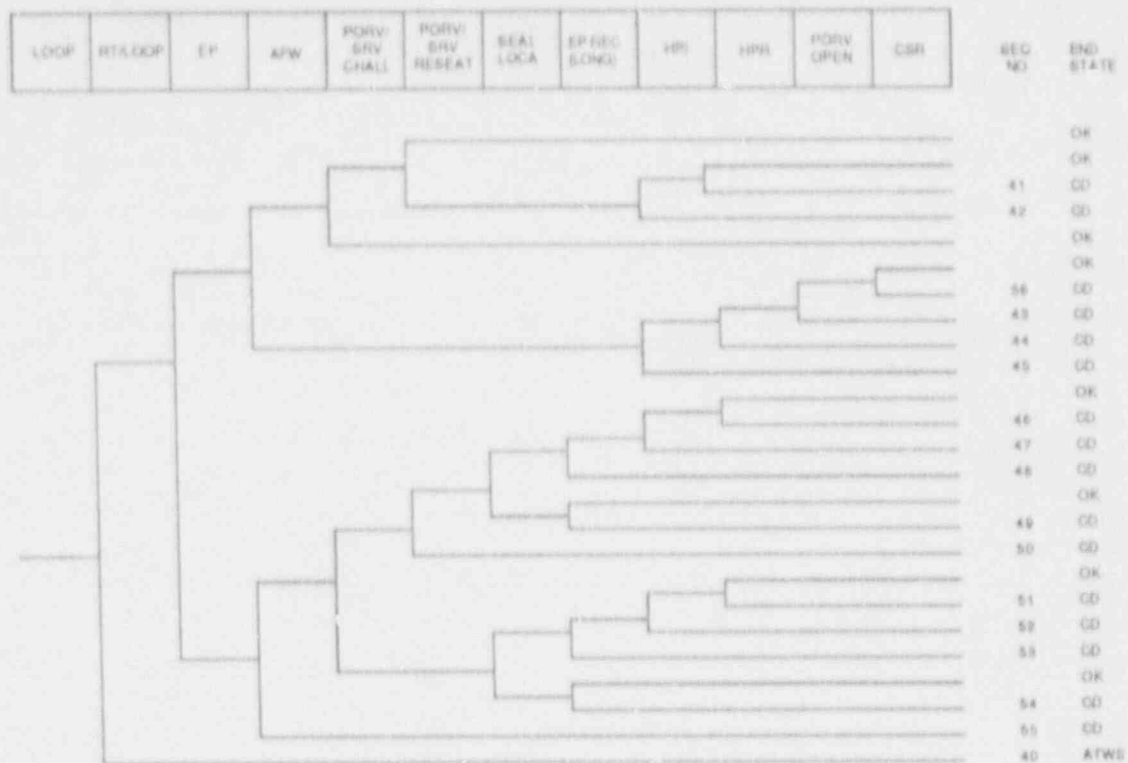 LOOP RT/LOOP EP AFW PORV/ SRV CHALL PORV/ SRV RESEAT SEAL LOCA EP REC (LONG) HPI HPR PORV OPEN CSR SEQ NO. END STATE
OK
OK
41 CD
42 CD
OK
OK
56 CD
43 CD
44 CD
45 CD
OK
46 CD
47 CD
48 CD
OK
49 CD
50 CD
OK
51 CD
52 CD
53 CD
OK
54 CD
55 CD
40 ATWS